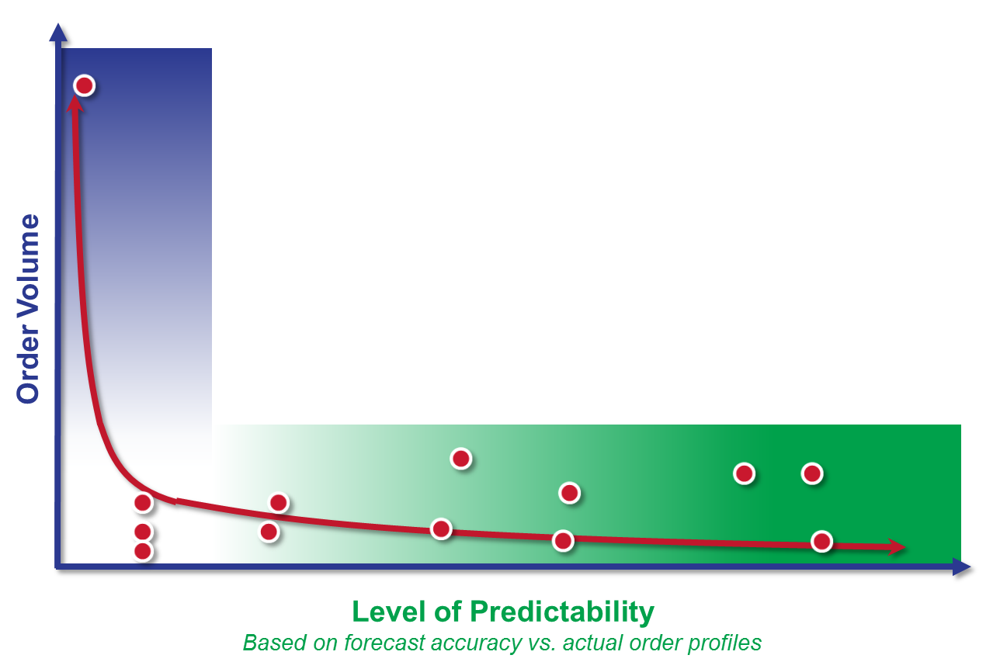 Order Volume
Level of Predictability
Based on forecast accuracy vs. actual order profiles